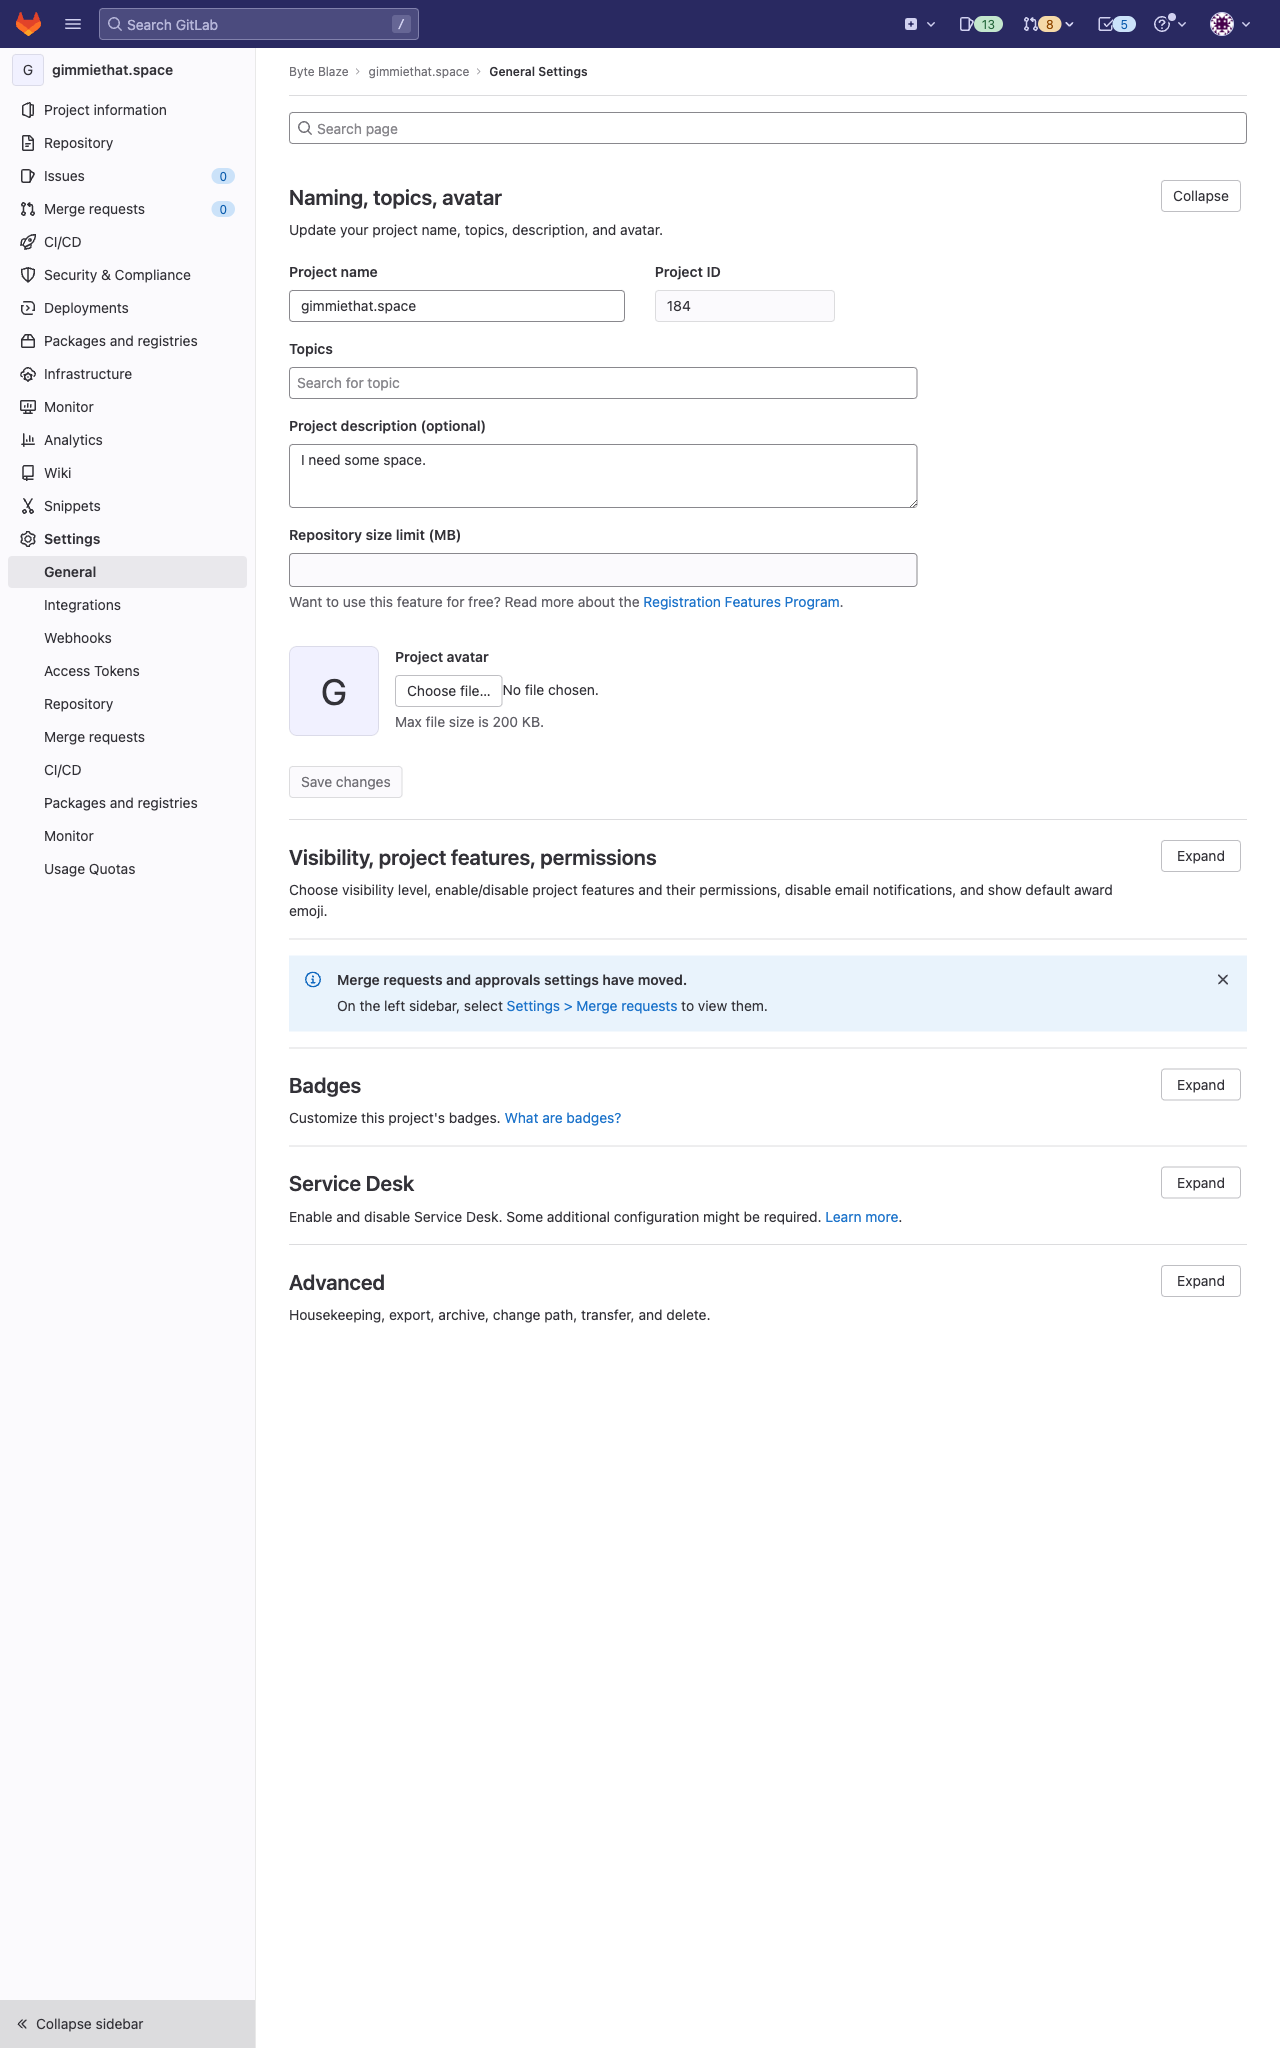 Search GitLab
/
13
8
5
G
gimmiethat.space
Project information
Repository
Issues
0
Merge requests
0
CI/CD
Security & Compliance
Deployments
Packages and registries
Infrastructure
Monitor
Analytics
Wiki
Snippets
Settings
General
Integrations
Webhooks
Access Tokens
Repository
Merge requests
CI/CD
Packages and registries
Monitor
Usage Quotas
Collapse sidebar
Byte Blaze
gimmiethat.space
General Settings
Search page
Naming, topics, avatar
Collapse
Update your project name, topics, description, and avatar.
Project name
Project ID
gimmiethat.space
184
Topics
Search for topic
Project description (optional)
I need some space.
Repository size limit (MB)
Want to use this feature for free? Read more about the Registration Features Program.
G
Project avatar
Choose file...
No file chosen.
Max file size is 200 KB.
Save changes
Visibility, project features, permissions
Expand
Choose visibility level, enable/disable project features and their permissions, disable email notifications, and show default award
emoji.
Merge requests and approvals settings have moved.
On the left sidebar, select Settings > Merge requests to view them.
Badges
Expand
Customize this project's badges. What are badges?
Service Desk
Expand
Enable and disable Service Desk. Some additional configuration might be required. Learn more.
Advanced
Expand
Housekeeping, export, archive, change path, transfer, and delete.